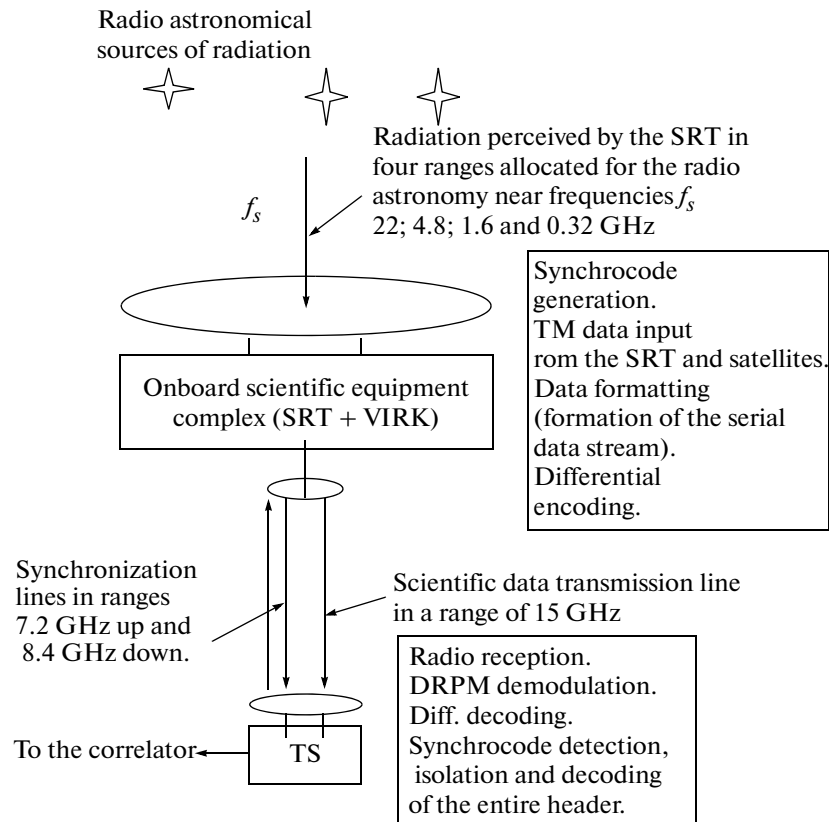 Radio astronomical
sources of radiation
Radiation perceived by the SRT in
four ranges allocated for the radio
astronomy near frequencies f_s
22; 4.8; 1.6 and 0.32 GHz
f_s
Synchrocode
generation.
TM data input
rom the SRT and satellites.
Data formatting
(formation of the serial
data stream).
Differential
encoding.
Onboard scientific equipment
complex (SRT + VIRK)
Synchronization
lines in ranges
7.2 GHz up and
8.4 GHz down.
Scientific data transmission line
in a range of 15 GHz
Radio reception.
DRPM demodulation.
Diff. decoding.
Synchrocode detection,
isolation and decoding
of the entire header.
To the correlator
TS